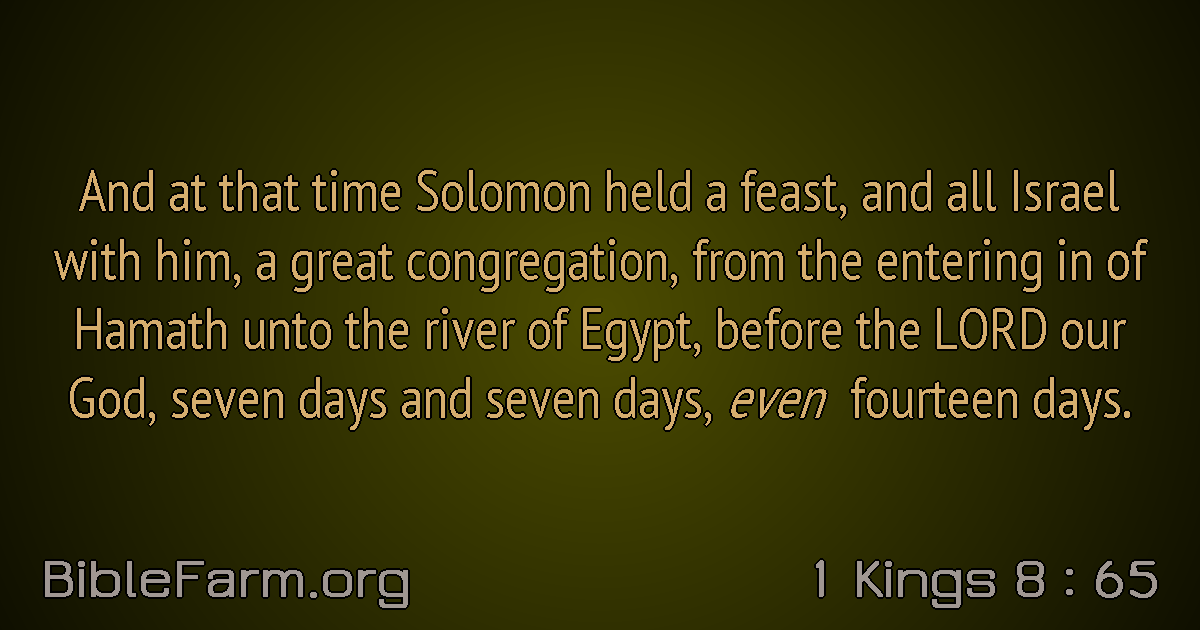 And at that time Solomon held a feast, and all Israel
with him, a great congregation, from the entering in of
Hamath unto the river of Egypt, before the LORD our
God, seven days and seven days, even fourteen days.
BibleFarm.org
1 Kings 8 : 65